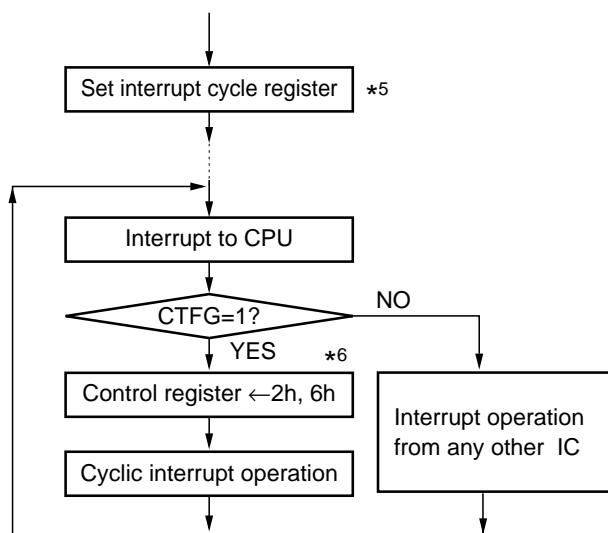 Set interrupt cycle register *5
Interrupt to CPU
CTFG=1?
NO
YES
*6
Control register ←2h, 6h
Cyclic interrupt operation
Interrupt operation
from any other IC